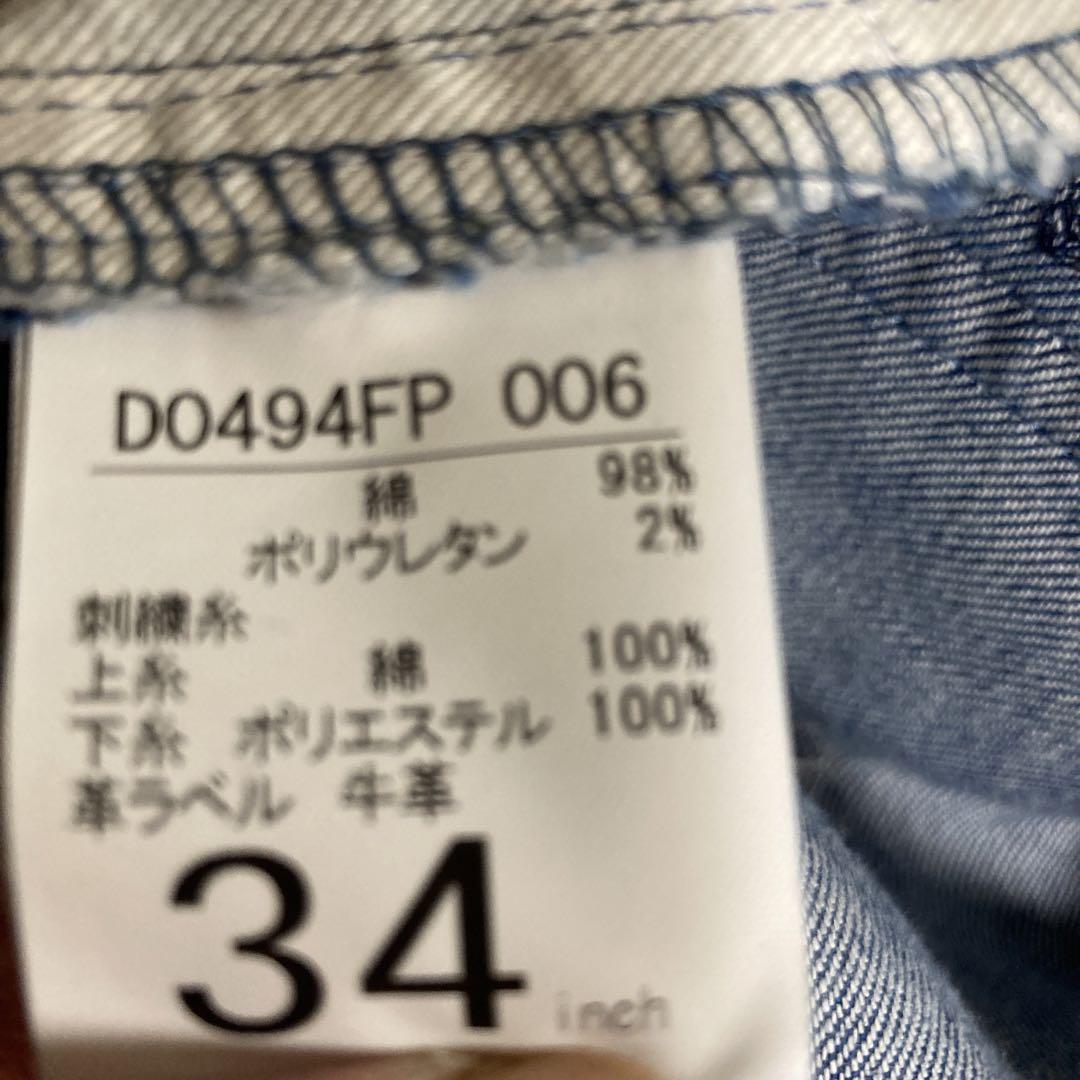 D0494FP 006
綿 98%
ポリウレタン 2%
刺繍糸
上糸 綿 100%
下糸 ポリエステル 100%
革ラベル 牛革
34 inch